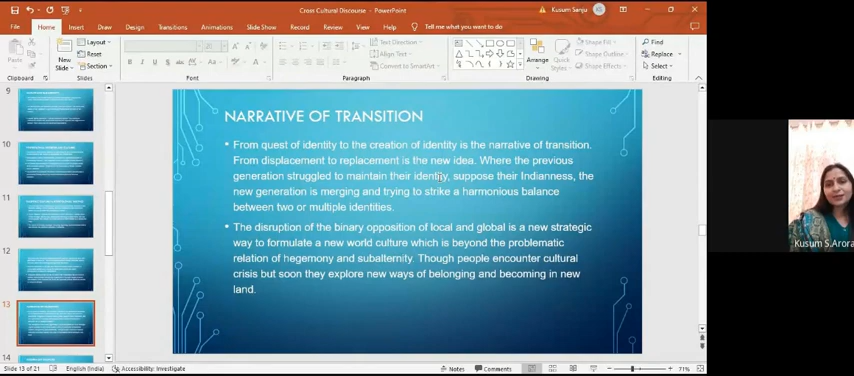 Cross Cultural Discourse - PowerPoint
Kusum Sanju
KS
File Home Insert Draw Design Transitions Animations Slide Show Record Review View Help Tell me what you want to do
Paste
Clipboard
New
Slide
Layout
Reset
Section
Slides
Font
Text Direction
Align Text
Convert to SmartArt
Paragraph
Arrange
Quick
Styles
Shape Fill
Shape Outline
Shape Effects
Drawing
Find
Replace
Select
Editing
9
10
11
12
13
14
NARRATIVE OF TRANSITION
• From quest of identity to the creation of identity is the narrative of transition.
From displacement to replacement is the new idea. Where the previous
generation struggled to maintain their identity, suppose their Indianness, the
new generation is merging and trying to strike a harmonious balance
between two or multiple identities.
• The disruption of the binary opposition of local and global is a new strategic
way to formulate a new world culture which is beyond the problematic
relation of hegemony and subalternity. Though people encounter cultural
crisis but soon they explore new ways of belonging and becoming in new
land.
Kusum S.Arora
Slide 13 of 21 English (India) Accessibility: Investigate Notes Comments 71%